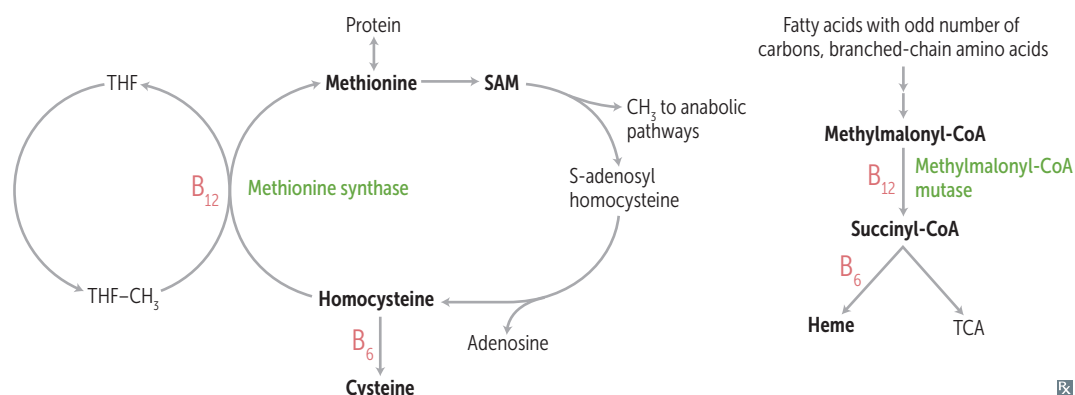 Protein
THF
Methionine
SAM
CH₃ to anabolic
pathways
B₁₂
Methionine synthase
S-adenosyl
homocysteine
THF–CH₃
Homocysteine
B₆
Adenosine
Cysteine
Fatty acids with odd number of
carbons, branched-chain amino acids
Methylmalonyl-CoA
B₁₂
Methylmalonyl-CoA
mutase
Succinyl-CoA
B₆
Heme
TCA
Rx